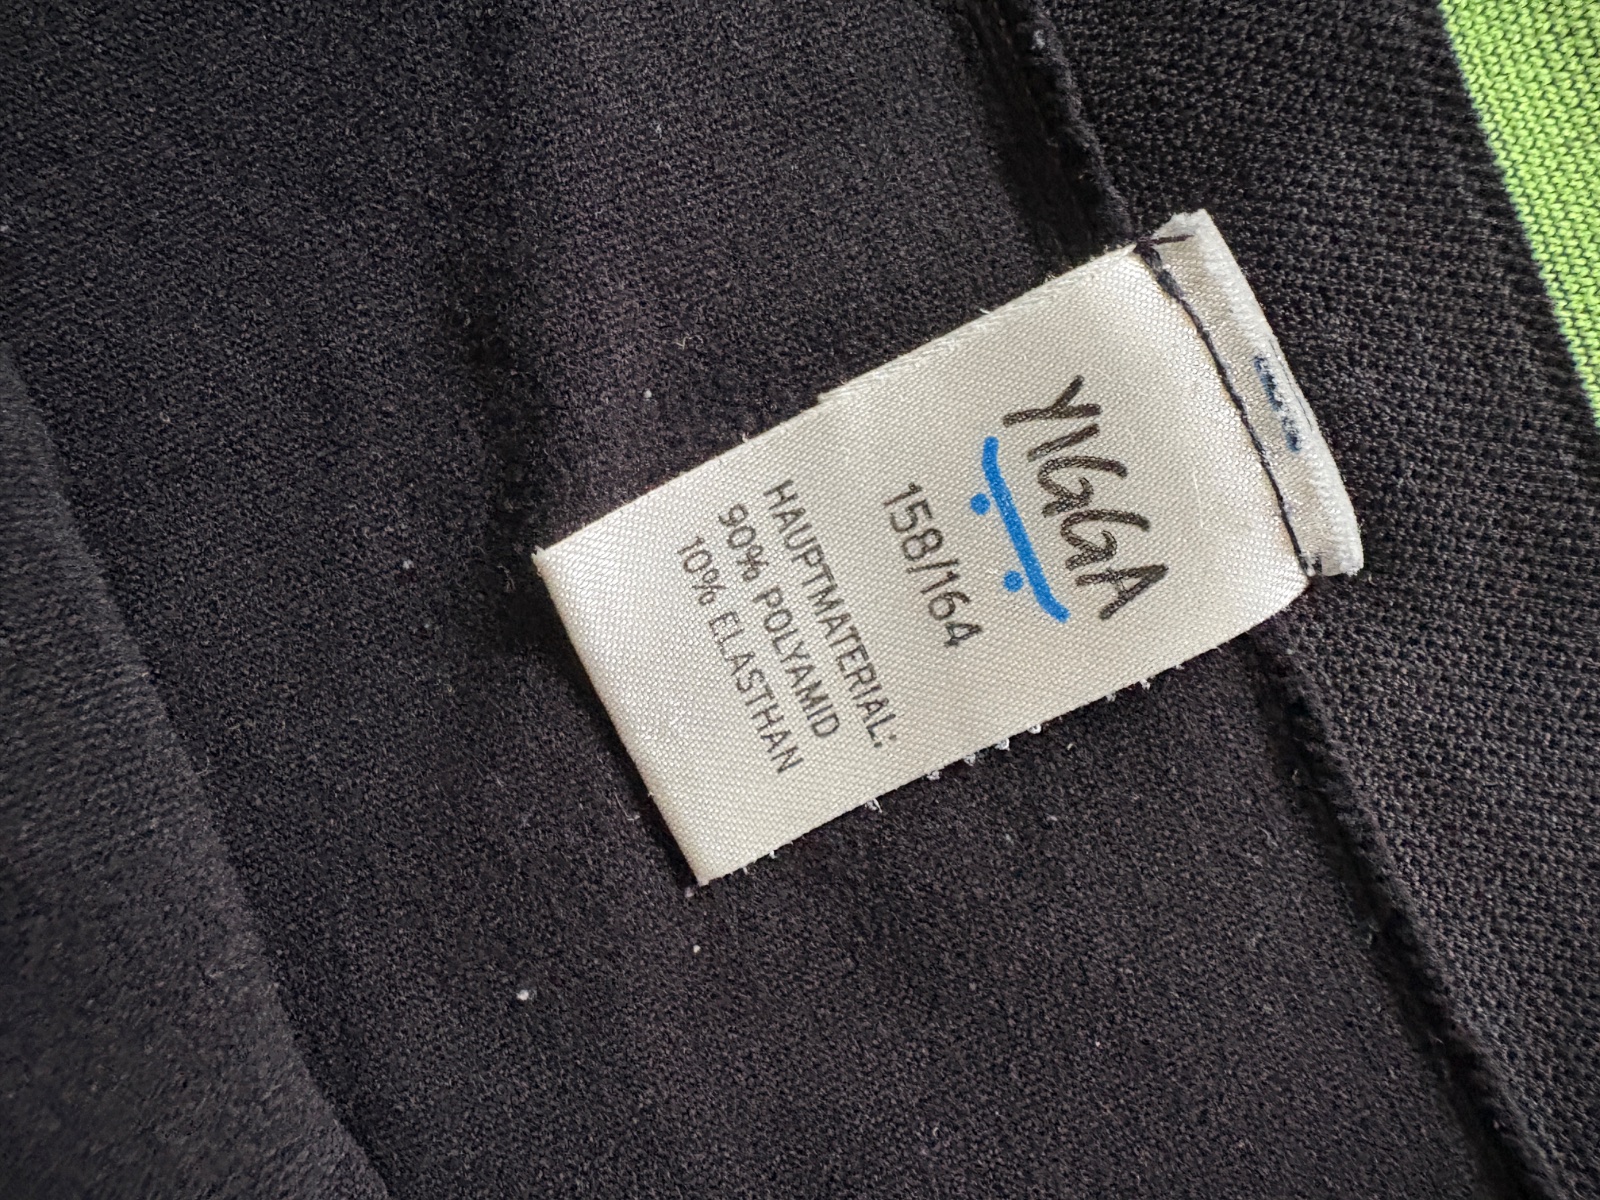 YIGGA
158/164
HAUPTMATERIAL:
90% POLYAMID
10% ELASTHAN